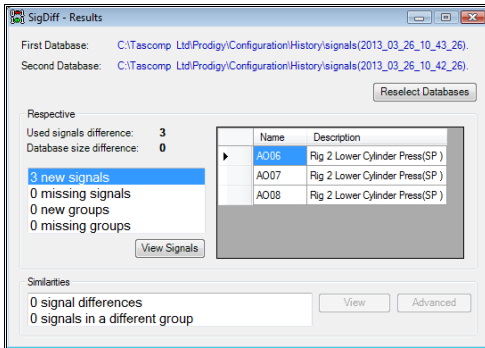 SigDiff - Results
First Database: C:\Tascomp Ltd\Prodigy\Configuration\History\signals(2013_03_26_10_43_26).
Second Database: C:\Tascomp Ltd\Prodigy\Configuration\History\signals(2013_03_26_10_42_26).
Reselect Databases
Respective
Used signals difference: 3
Database size difference: 0
3 new signals
0 missing signals
0 new groups
0 missing groups
View Signals
Name Description
AO06 Rig 2 Lower Cylinder Press(SP )
AO07 Rig 2 Lower Cylinder Press(SP )
AO08 Rig 2 Lower Cylinder Press(SP )
Similarities
0 signal differences
0 signals in a different group
View
Advanced